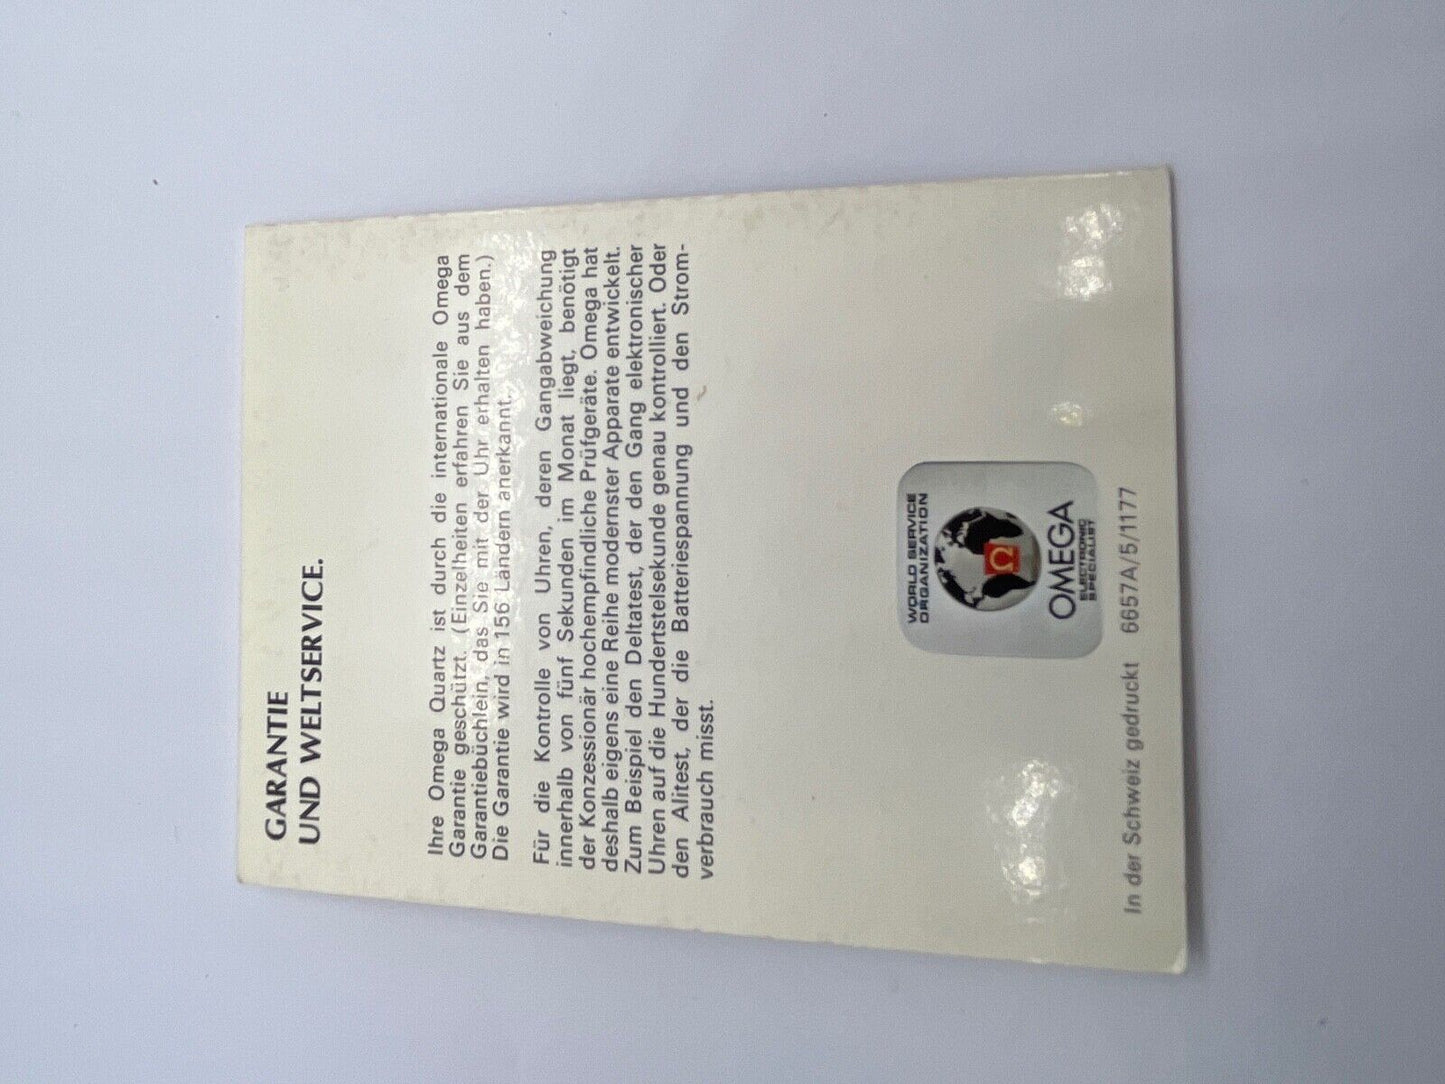 GARANTIE
UND WELTSERVICE.
Ihre Omega Quartz ist durch die internationale Omega
Garantie geschützt. (Einzelheiten erfahren Sie aus dem
Garantiebüchlein, das Sie mit der Uhr erhalten haben.)
Die Garantie wird in 156 Ländern anerkannt.
Für die Kontrolle von Uhren, deren Gangabweichung
innerhalb von fünf Sekunden im Monat liegt, benötigt
der Konzessionär hochempfindliche Prüfgeräte. Omega hat
deshalb eigens eine Reihe modernster Apparate entwickelt.
Zum Beispiel den Deltatest, der den Gang elektronischer
Uhren auf die Hundertstelsekunde genau kontrolliert. Oder
den Alitest, der die Batteriespannung und den Strom-
verbrauch misst.
WORLD SERVICE
ORGANIZATION
Ω
OMEGA
ELECTRONIC
SPECIALIST
In der Schweiz gedruckt 6657A/5/1177